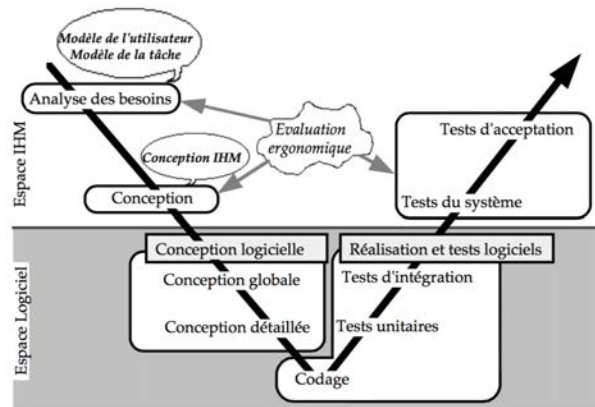 Modèle de l'utilisateur
Modèle de la tâche
Analyse des besoins
Evaluation
ergonomique
Tests d'acceptation
Conception IHM
Conception
Tests du système
Espace IHM
Conception logicielle
Réalisation et tests logiciels
Conception globale
Tests d'intégration
Conception détaillée
Tests unitaires
Codage
Espace Logiciel